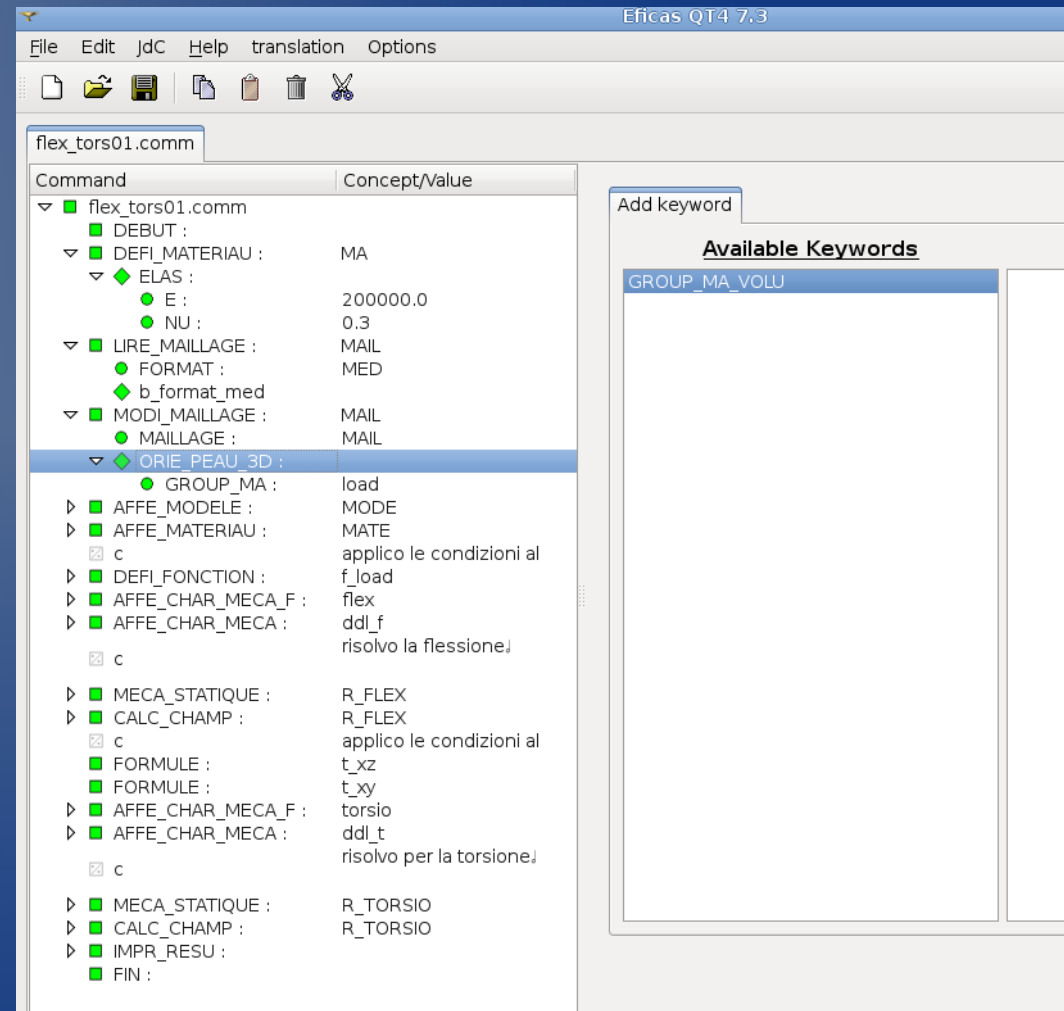 Eficas QT4 7.3
File Edit JdC Help translation Options
flex_tors01.comm
Command Concept/Value
flex_tors01.comm
DEBUT :
DEFI_MATERIAU : MA
ELAS :
E : 200000.0
NU : 0.3
LIRE_MAILLAGE : MAIL
FORMAT : MED
b_format_med
MODI_MAILLAGE : MAIL
MAILLAGE : MAIL
ORIE_PEAU_3D :
GROUP_MA : load
AFFE_MODELE : MODE
AFFE_MATERIAU : MATE
c applico le condizioni al
DEFI_FONCTION : f_load
AFFE_CHAR_MECA_F : flex
AFFE_CHAR_MECA : ddl_f
c risolvo la flessione
MECA_STATIQUE : R_FLEX
CALC_CHAMP : R_FLEX
c applico le condizioni al
FORMULE : t_xz
FORMULE : t_xy
AFFE_CHAR_MECA_F : torsio
AFFE_CHAR_MECA : ddl_t
c risolvo per la torsione
MECA_STATIQUE : R_TORSIO
CALC_CHAMP : R_TORSIO
IMPR_RESU :
FIN :
Add keyword
Available Keywords
GROUP_MA_VOLU